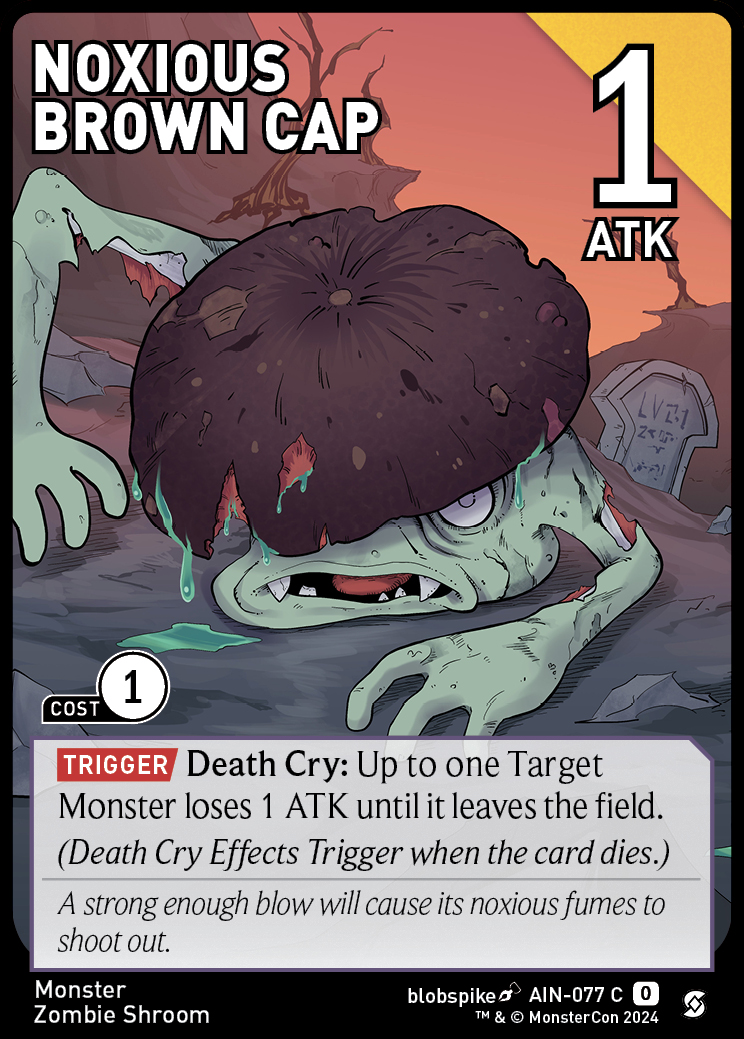 NOXIOUS
BROWN CAP
1
ATK
COST 1
TRIGGER Death Cry: Up to one Target
Monster loses 1 ATK until it leaves the field.
(Death Cry Effects Trigger when the card dies.)
A strong enough blow will cause its noxious fumes to
shoot out.
Monster
Zombie Shroom
blobspike AIN-077 C 0
™ & © MonsterCon 2024